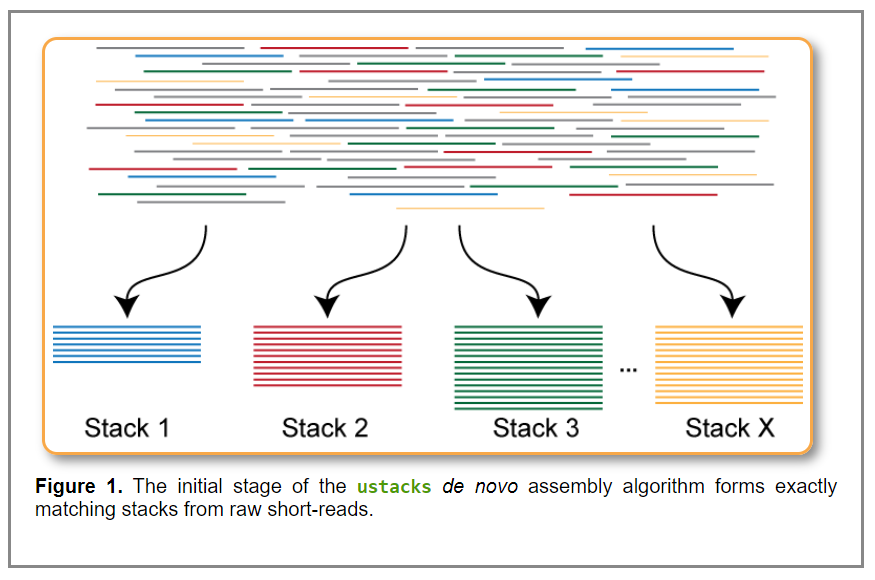 Stack 1
Stack 2
Stack 3
...
Stack X
Figure 1. The initial stage of the ustacks de novo assembly algorithm forms exactly
matching stacks from raw short-reads.